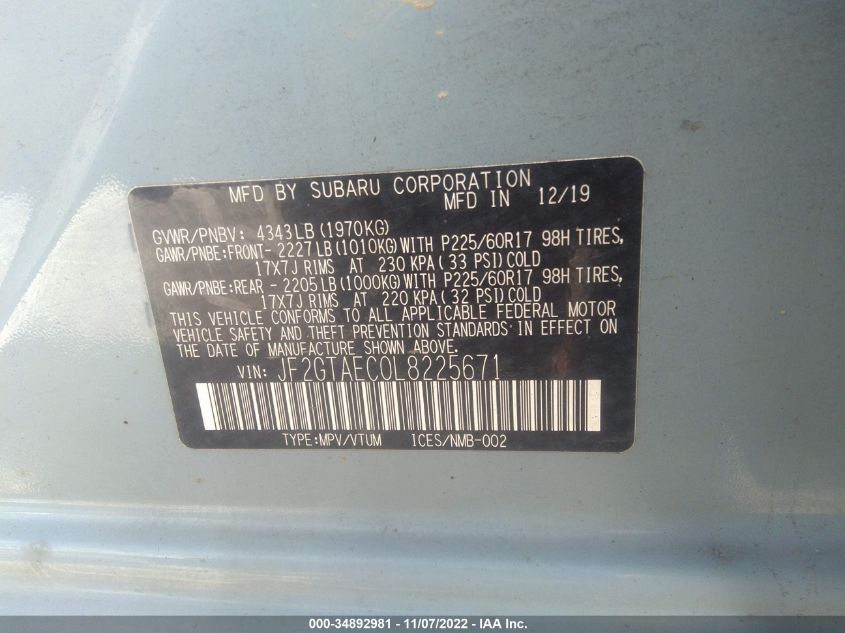 MFD BY SUBARU CORPORATION
MFD IN 12/19
GVWR/PNBV: 4343LB(1970KG)
GAWR/PNBE:FRONT- 2227LB(1010KG)WITH P225/60R17 98H TIRES,
17X7J RIMS AT 230 KPA(33 PSI)COLD
GAWR/PNBE:REAR - 2205LB(1000KG)WITH P225/60R17 98H TIRES,
17X7J RIMS AT 220 KPA(32 PSI)COLD
THIS VEHICLE CONFORMS TO ALL APPLICABLE FEDERAL MOTOR
VEHICLE SAFETY AND THEFT PREVENTION STANDARDS IN EFFECT ON
THE DATE OF MANUFACTURE SHOWN ABOVE.
VIN: JF2GTAEC0L8225671
TYPE:MPV/VTUM ICES/NMB-002
000-34892981 - 11/07/2022 - IAA Inc.